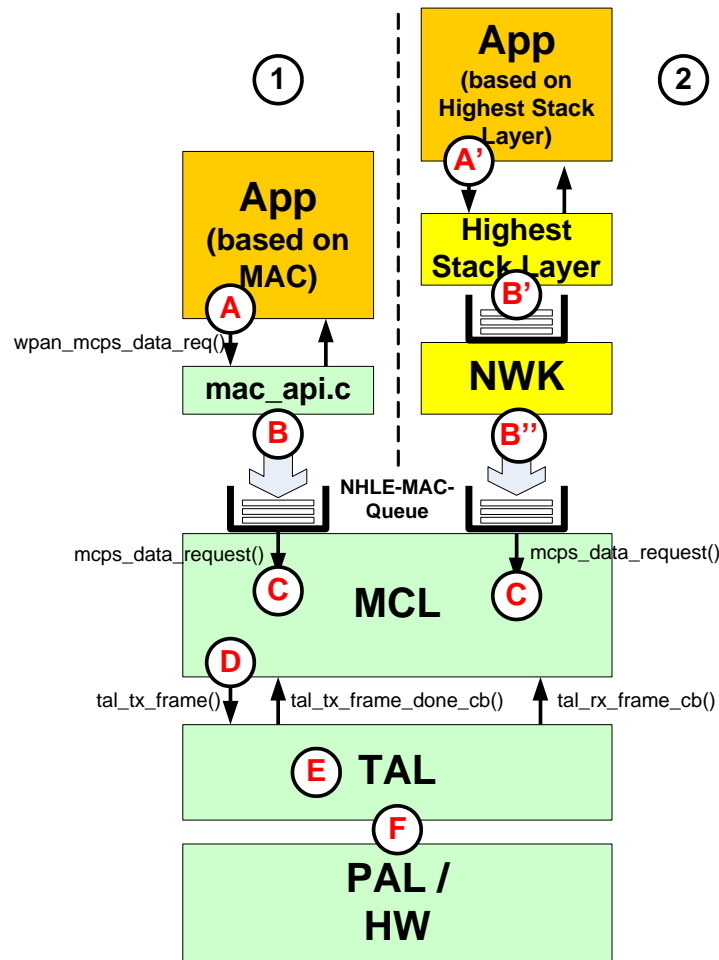 1
App
(based on
MAC)
A
wpan_mcps_data_req()
mac_api.c
B
2
App
(based on
Highest Stack
Layer)
A'
Highest
Stack Layer
B'
NWK
B''
NHLE-MAC-
Queue
mcps_data_request()
C
mcps_data_request()
C
MCL
D
tal_tx_frame()
tal_tx_frame_done_cb()
tal_rx_frame_cb()
E
TAL
F
PAL /
HW